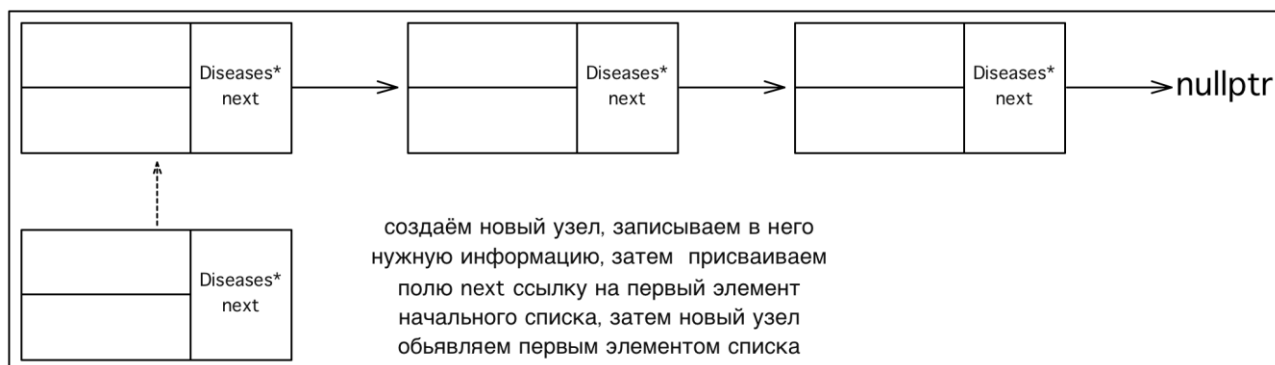 Diseases*
next
Diseases*
next
Diseases*
next
nullptr
Diseases*
next
создаём новый узел, записываем в него
нужную информацию, затем присваиваем
полю next ссылку на первый элемент
начального списка, затем новый узел
обьявляем первым элементом списка